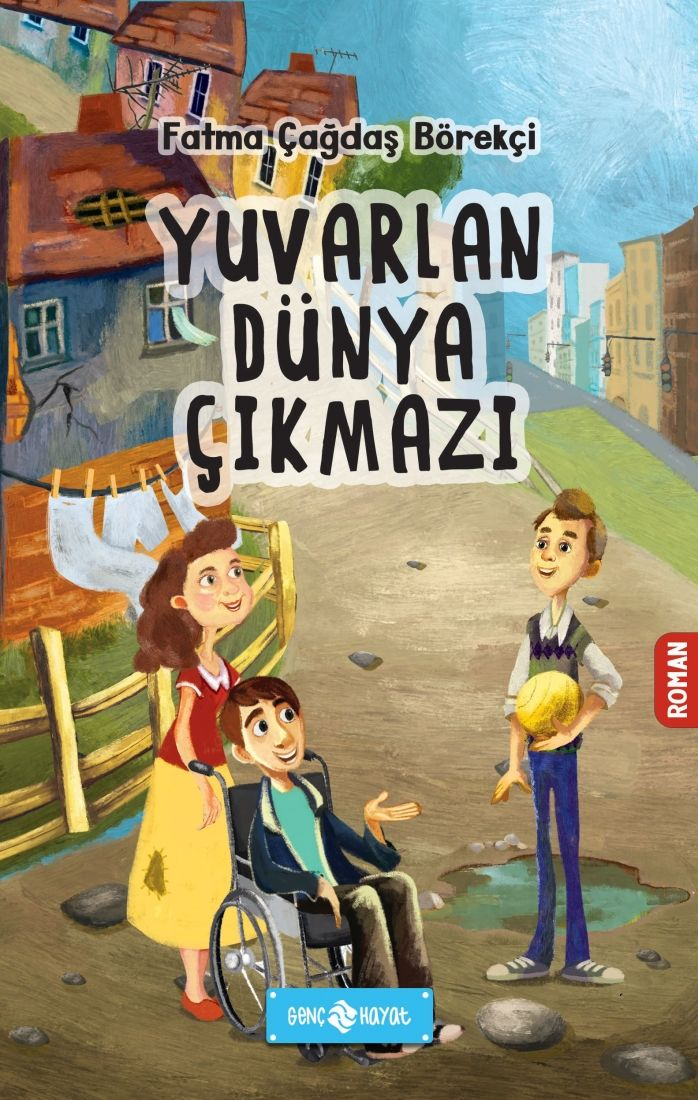 Fatma Çağdaş Börekçi
YUVARLAN
DÜNYA
ÇIKMAZI
ROMAN
GENÇ HAYAT